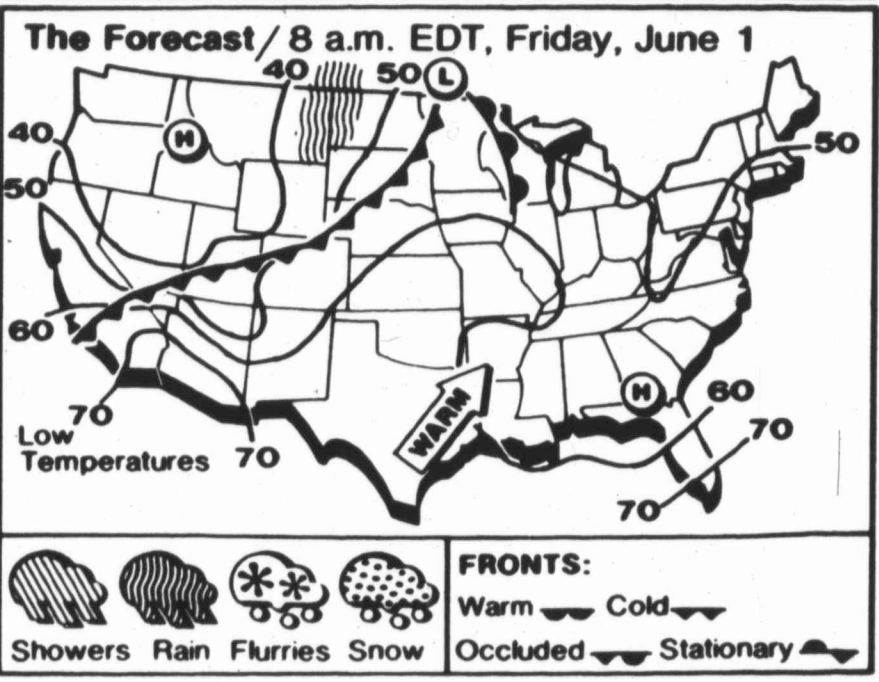 The Forecast / 8 a.m. EDT, Friday, June 1
40 50 L
40 H 50
50
60
WARM H 60
70 70
Low
Temperatures 70
70
FRONTS:
Warm Cold
Showers Rain Flurries Snow Occluded Stationary